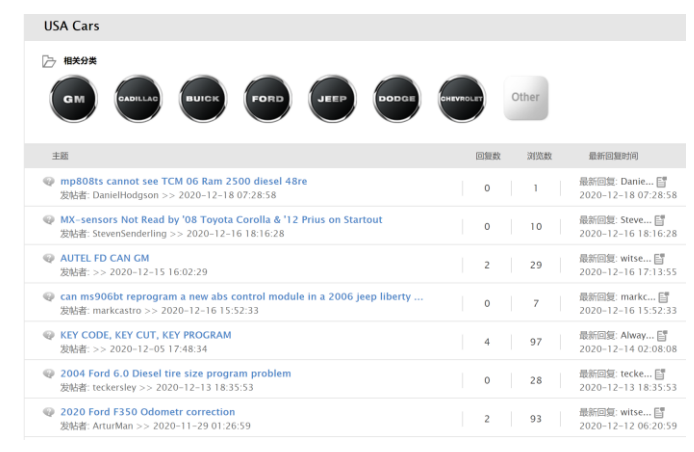 USA Cars
相关分类
GM CADILLAC BUICK FORD JEEP DODGE CHEVROLET Other
主题 回复数 浏览数 最新回复时间
mp808ts cannot see TCM 06 Ram 2500 diesel 48re
发帖者: DanielHodgson >> 2020-12-18 07:28:58
0 1
最新回复: Danie...
2020-12-18 07:28:58
MX-sensors Not Read by '08 Toyota Corolla & '12 Prius on Startout
发帖者: StevenSenderling >> 2020-12-16 18:16:28
0 10
最新回复: Steve...
2020-12-16 18:16:28
AUTEL FD CAN GM
发帖者: >> 2020-12-15 16:02:29
2 29
最新回复: witse...
2020-12-16 17:13:55
can ms906bt reprogram a new abs control module in a 2006 jeep liberty ...
发帖者: markcastro >> 2020-12-16 15:52:33
0 7
最新回复: markc...
2020-12-16 15:52:33
KEY CODE, KEY CUT, KEY PROGRAM
发帖者: >> 2020-12-05 17:48:34
4 97
最新回复: Alway...
2020-12-14 02:08:08
2004 Ford 6.0 Diesel tire size program problem
发帖者: teckersley >> 2020-12-13 18:35:53
0 28
最新回复: tecke...
2020-12-13 18:35:53
2020 Ford F350 Odometr correction
发帖者: ArturMan >> 2020-11-29 01:26:59
2 93
最新回复: witse...
2020-12-12 06:20:59